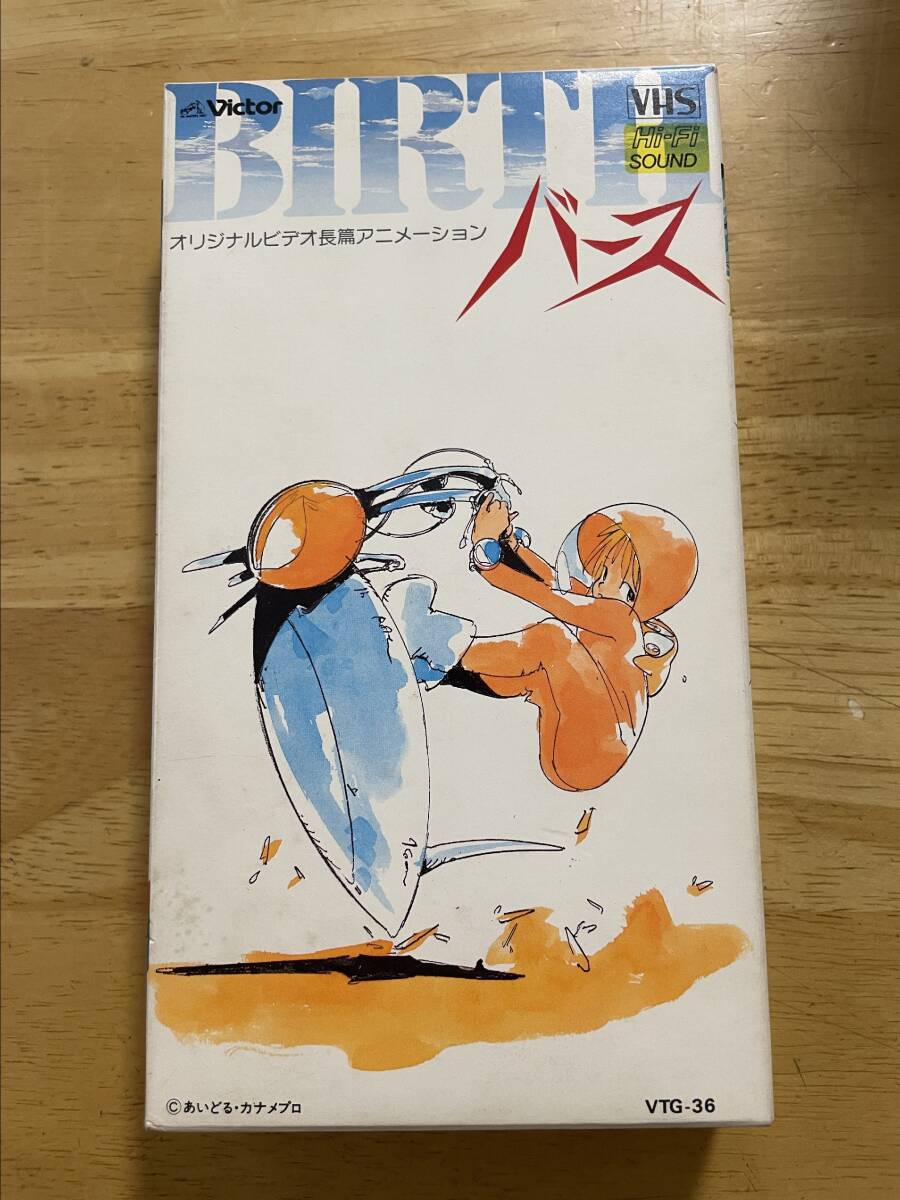 BIRTH
Victor
VHS
Hi-Fi
SOUND
オリジナルビデオ長篇アニメーション
バース
©あいどる・カナメプロ
VTG-36